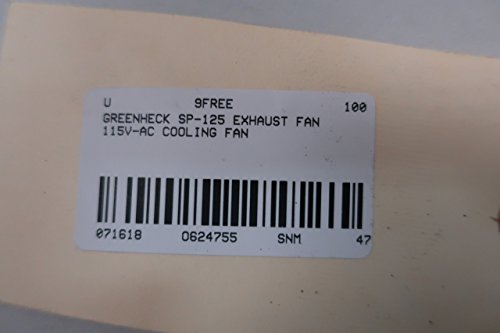 U 9FREE 100
GREENHECK SP-125 EXHAUST FAN
115V-AC COOLING FAN
071618 0624755 SNM 47